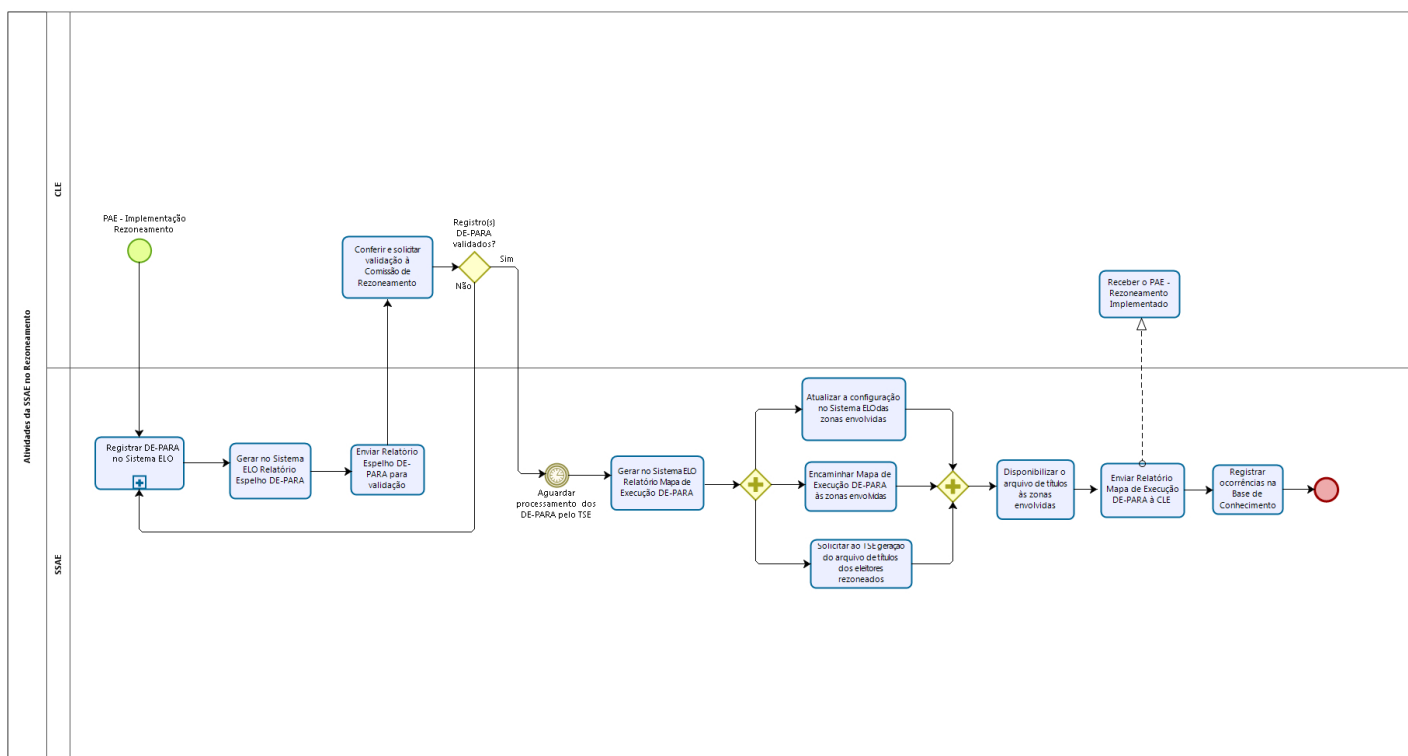 Atividades da SSAE no Rezoneamento
CLE
PAE - Implementação
Rezoneamento
Conferir e solicitar
validação à
Comissão de
Rezoneamento
Registro(s)
DE-PARA
validados?
Sim
Não
Receber o PAE -
Rezoneamento
Implementado
SSAE
Registrar DE-PARA
no Sistema ELO
Gerar no Sistema
ELO Relatório
Espelho DE-PARA
Enviar Relatório
Espelho DE-
PARA para
validação
Aguardar
processamento dos
DE-PARA pelo TSE
Gerar no Sistema ELO
Relatório Mapa de
Execução DE-PARA
Atualizar a configuração
no Sistema ELO das
zonas envolvidas
Encaminhar Mapa de
Execução DE-PARA
às zonas envolvidas
Solicitar ao TSE geração
do arquivo de títulos
dos eleitores
rezoneados
Disponibilizar o
arquivo de títulos
às zonas
envolvidas
Enviar Relatório
Mapa de Execução
DE-PARA à CLE
Registrar
ocorrências na
Base de
Conhecimento